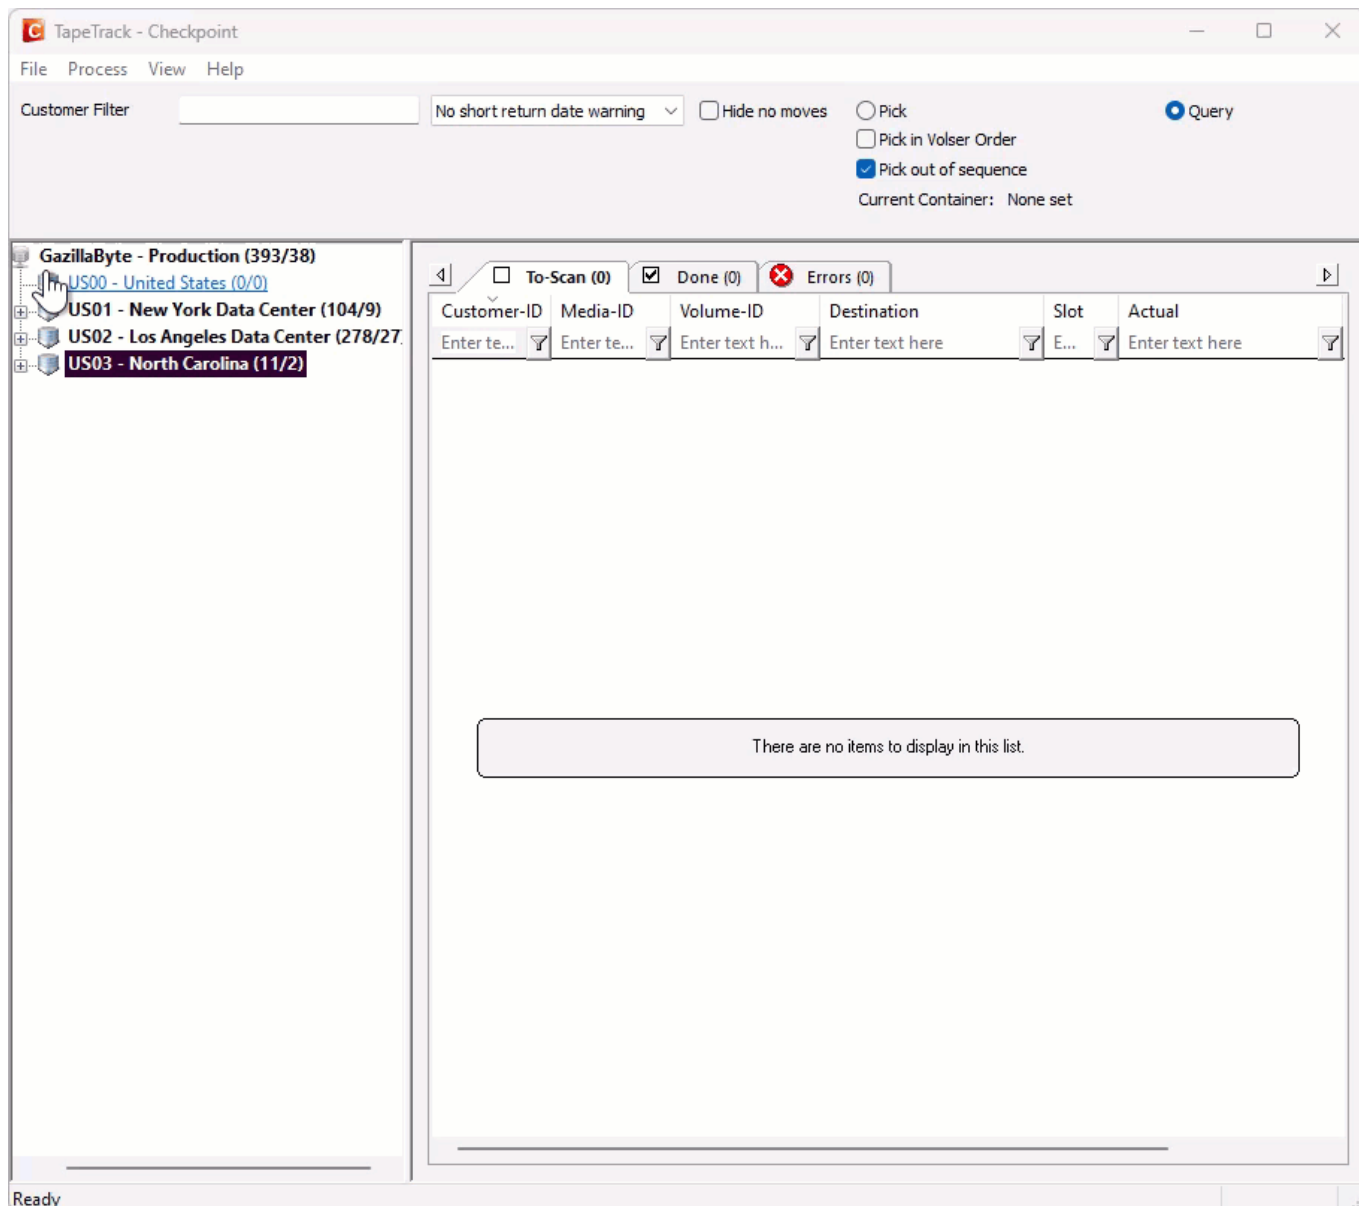 TapeTrack - Checkpoint
File Process View Help
Customer Filter
No short return date warning
Hide no moves
Pick
Query
Pick in Volser Order
Pick out of sequence
Current Container: None set
GazillaByte - Production (393/38)
US00 - United States (0/0)
US01 - New York Data Center (104/9)
US02 - Los Angeles Data Center (278/27
US03 - North Carolina (11/2)
To-Scan (0) Done (0) Errors (0)
Customer-ID Media-ID Volume-ID Destination Slot Actual
Enter te... Enter te... Enter text h... Enter text here E... Enter text here
There are no items to display in this list.
Ready